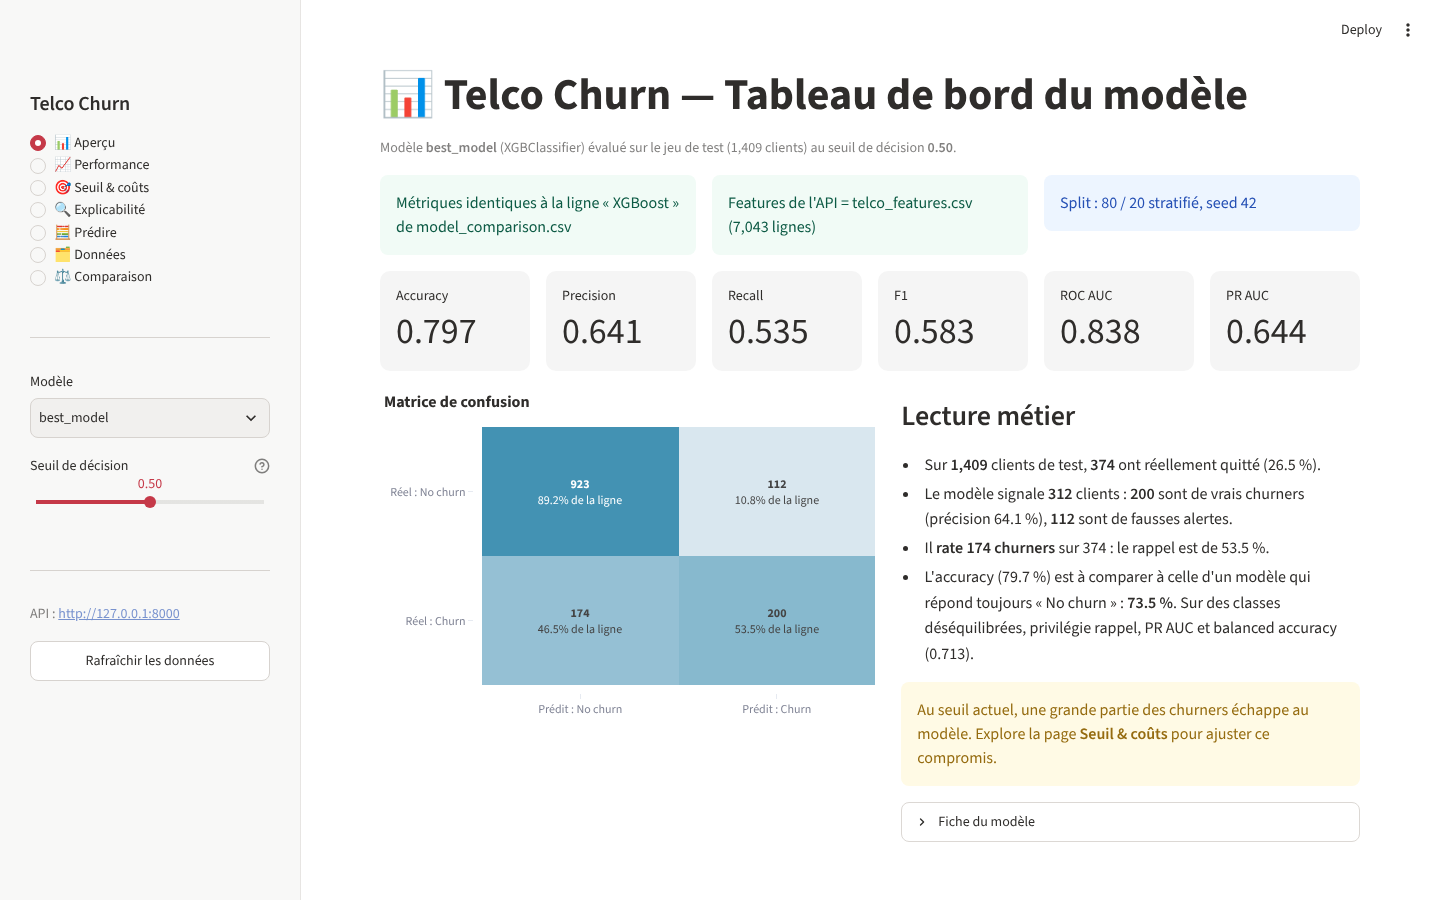 Deploy
Telco Churn
📊 Aperçu
📈 Performance
🎯 Seuil & coûts
🔍 Explicabilité
🧮 Prédire
🗂️ Données
⚖️ Comparaison
Modèle
best_model
Seuil de décision
0.50
API : http://127.0.0.1:8000
Rafraîchir les données
📊 Telco Churn — Tableau de bord du modèle
Modèle best_model (XGBClassifier) évalué sur le jeu de test (1,409 clients) au seuil de décision 0.50.
Métriques identiques à la ligne « XGBoost »
de model_comparison.csv
Features de l'API = telco_features.csv
(7,043 lignes)
Split : 80 / 20 stratifié, seed 42
Accuracy
0.797
Precision
0.641
Recall
0.535
F1
0.583
ROC AUC
0.838
PR AUC
0.644
Matrice de confusion
Réel : No churn
923
89.2% de la ligne
112
10.8% de la ligne
Réel : Churn
174
46.5% de la ligne
200
53.5% de la ligne
Prédit : No churn
Prédit : Churn
Lecture métier
• Sur 1,409 clients de test, 374 ont réellement quitté (26.5 %).
• Le modèle signale 312 clients : 200 sont de vrais churners
(précision 64.1 %), 112 sont de fausses alertes.
• Il rate 174 churners sur 374 : le rappel est de 53.5 %.
• L'accuracy (79.7 %) est à comparer à celle d'un modèle qui
répond toujours « No churn » : 73.5 %. Sur des classes
déséquilibrées, privilégie rappel, PR AUC et balanced accuracy
(0.713).
Au seuil actuel, une grande partie des churners échappe au
modèle. Explore la page Seuil & coûts pour ajuster ce
compromis.
Fiche du modèle